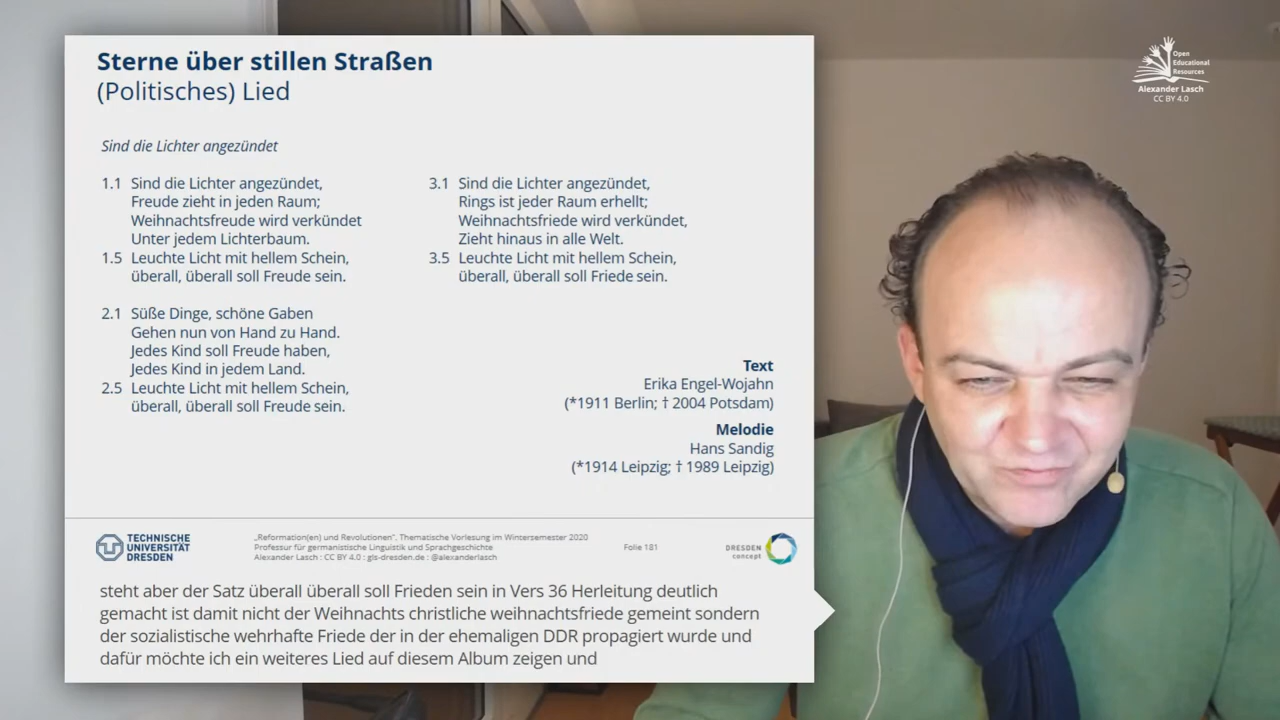 Sterne über stillen Straßen
(Politisches) Lied
Sind die Lichter angezündet
1.1 Sind die Lichter angezündet,
Freude zieht in jeden Raum;
Weihnachtsfreude wird verkündet
Unter jedem Lichterbaum.
1.5 Leuchte Licht mit hellem Schein,
überall, überall soll Freude sein.
2.1 Süße Dinge, schöne Gaben
Gehen nun von Hand zu Hand.
Jedes Kind soll Freude haben,
Jedes Kind in jedem Land.
2.5 Leuchte Licht mit hellem Schein,
überall, überall soll Freude sein.
3.1 Sind die Lichter angezündet,
Rings ist jeder Raum erhellt;
Weihnachtsfriede wird verkündet,
Zieht hinaus in alle Welt.
3.5 Leuchte Licht mit hellem Schein,
überall, überall soll Friede sein.
Text
Erika Engel-Wojahn
(*1911 Berlin; † 2004 Potsdam)
Melodie
Hans Sandig
(*1914 Leipzig; † 1989 Leipzig)
TECHNISCHE
UNIVERSITÄT
DRESDEN
„Reformation(en) und Revolutionen“, Thematische Vorlesung im Wintersemester 2020
Professur für germanistische Linguistik und Sprachgeschichte
Alexander Lasch : CC BY 4.0 : gls-dresden.de : @alexanderlasch
Folie 181
DRESDEN
concept
steht aber der Satz überall überall soll Frieden sein in Vers 36 Herleitung deutlich
gemacht ist damit nicht der Weihnachts christliche weihnachtsfriede gemeint sondern
der sozialistische wehrhafte Friede der in der ehemaligen DDR propagiert wurde und
dafür möchte ich ein weiteres Lied auf diesem Album zeigen und
Open
Educational
Resources
Alexander Lasch
CC BY 4.0